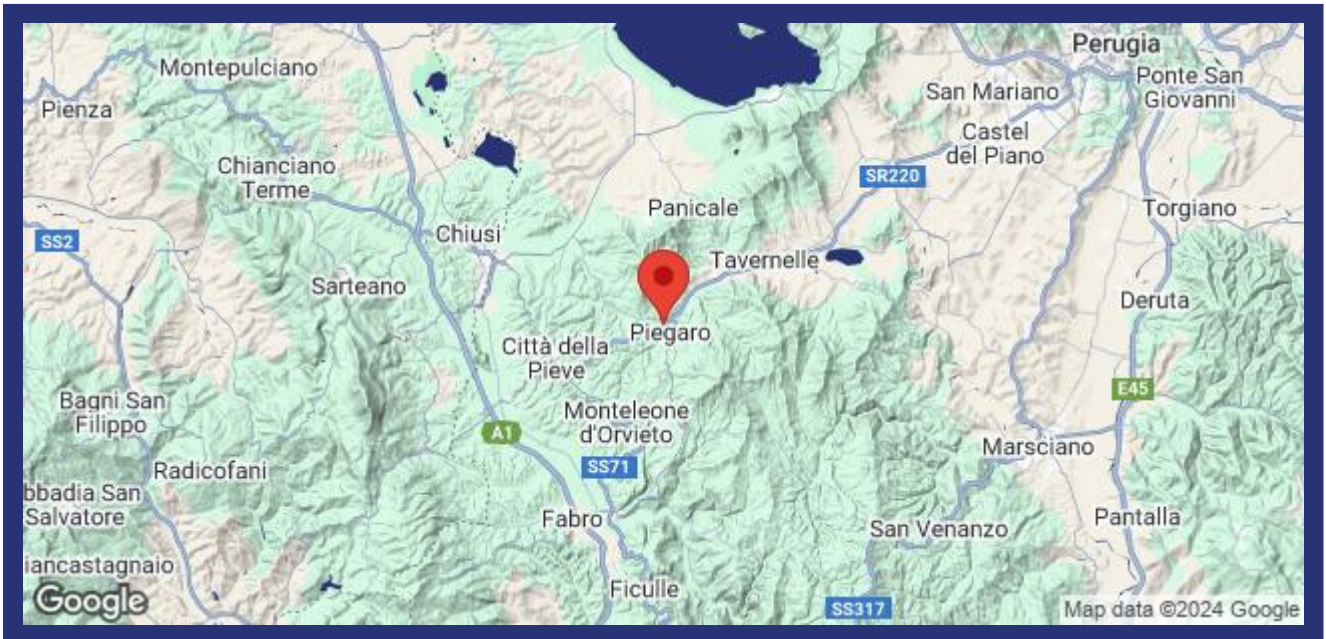 Perugia
Montepulciano
Ponte San
Giovanni
San Mariano
Pienza
Castel
del Piano
Chianciano
Terme
SR220
Panicale
Torgiano
Chiusi
SS2
Tavernelle
Sarteano
Deruta
Piegaro
Città della
Pieve
E45
Bagni San
Filippo
Monteleone
d'Orvieto
A1
Marsciano
SS71
Radicofani
bbadia San
Salvatore
Fabro
Pantalla
San Venanzo
iancastagnaio
Ficulle
Google
SS317
Map data ©2024 Google